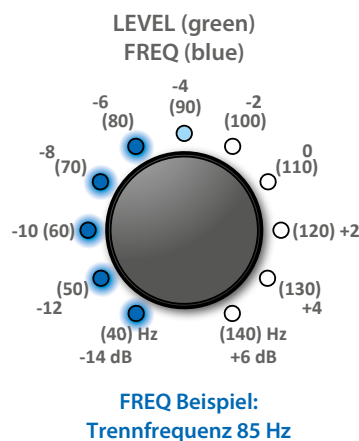 LEVEL (green)
FREQ (blue)
-4
(90)
-6
(80)
-2
(100)
-8
(70)
0
(110)
-10 (60)
(120) +2
(50)
-12
(130)
+4
(40) Hz
-14 dB
(140) Hz
+6 dB
FREQ Beispiel:
Trennfrequenz 85 Hz